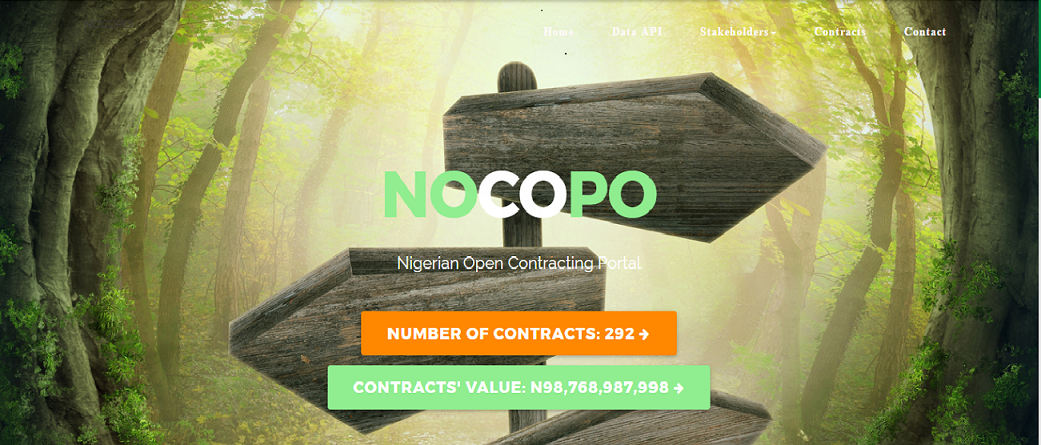 Home Data API Stakeholders Contracts Contact
NOCOPO
Nigerian Open Contracting Portal
NUMBER OF CONTRACTS: 292 →
CONTRACTS' VALUE: N98,768,987,998 →